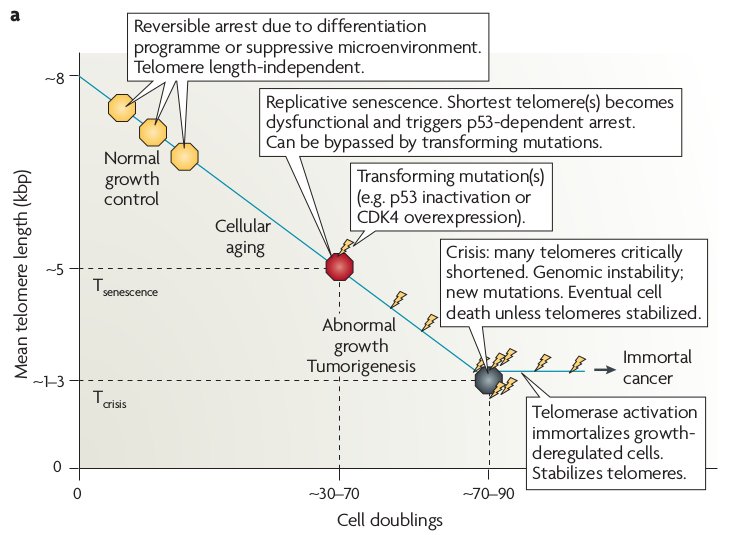 a
Reversible arrest due to differentiation
programme or suppressive microenvironment.
Telomere length-independent.
Replicative senescence. Shortest telomere(s) becomes
dysfunctional and triggers p53-dependent arrest.
Can be bypassed by transforming mutations.
Transforming mutation(s)
(e.g. p53 inactivation or
CDK4 overexpression).
Crisis: many telomeres critically
shortened. Genomic instability;
new mutations. Eventual cell
death unless telomeres stabilized.
Telomerase activation
immortalizes growth-
deregulated cells.
Stabilizes telomeres.
Normal
growth
control
Cellular
aging
Abnormal
growth
Tumorigenesis
Immortal
cancer
Tsenescence
Tcrisis
Mean telomere length (kbp)
~8
~5
~1–3
0
0
~30–70
~70–90
Cell doublings